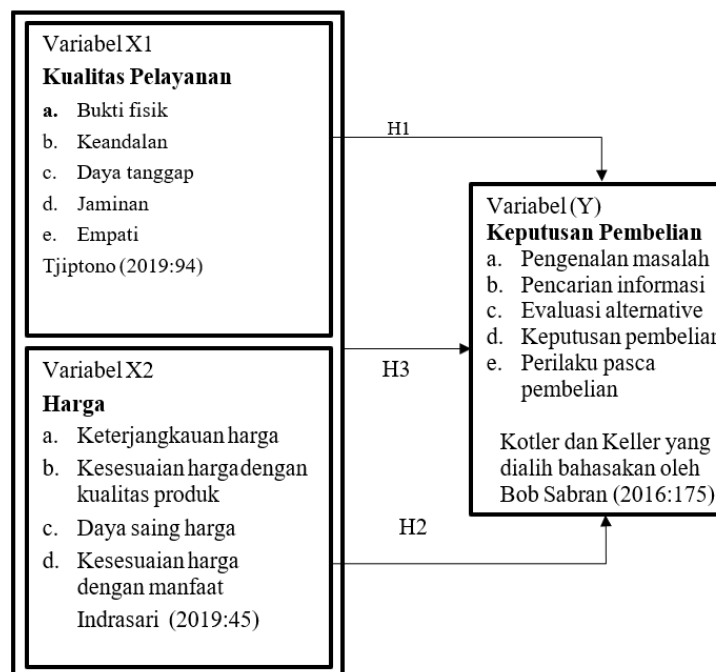 Variabel X1
Kualitas Pelayanan
a. Bukti fisik
b. Keandalan
c. Daya tanggap
d. Jaminan
e. Empati
Tjiptono (2019:94)
Variabel X2
Harga
a. Keterjangkauan harga
b. Kesesuaian harga dengan
kualitas produk
c. Daya saing harga
d. Kesesuaian harga
dengan manfaat
Indrasari (2019:45)
H1
H3
H2
Variabel (Y)
Keputusan Pembelian
a. Pengenalan masalah
b. Pencarian informasi
c. Evaluasi alternative
d. Keputusan pembelian
e. Perilaku pasca
pembelian
Kotler dan Keller yang
dialih bahasakan oleh
Bob Sabran (2016:175)